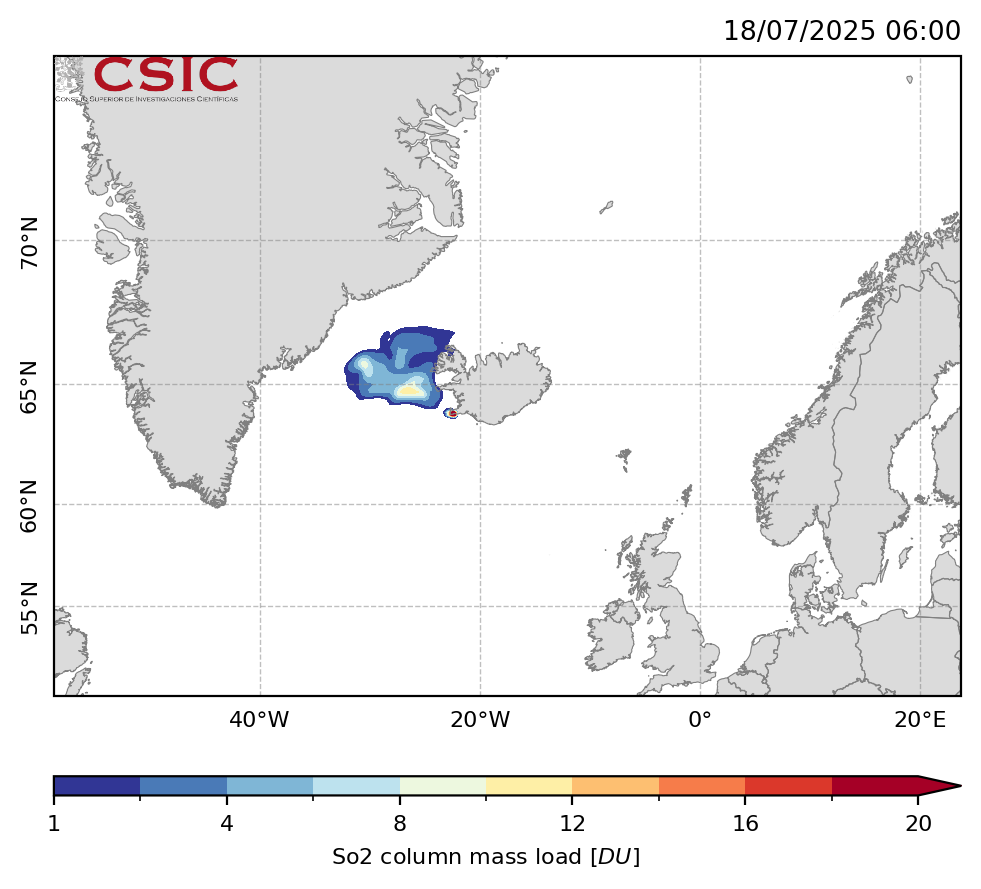 18/07/2025 06:00
CSIC
CONSEJO SUPERIOR DE INVESTIGACIONES CIENTÍFICAS
70°N
65°N
60°N
55°N
40°W 20°W 0° 20°E
1 4 8 12 16 20
So2 column mass load [DU]